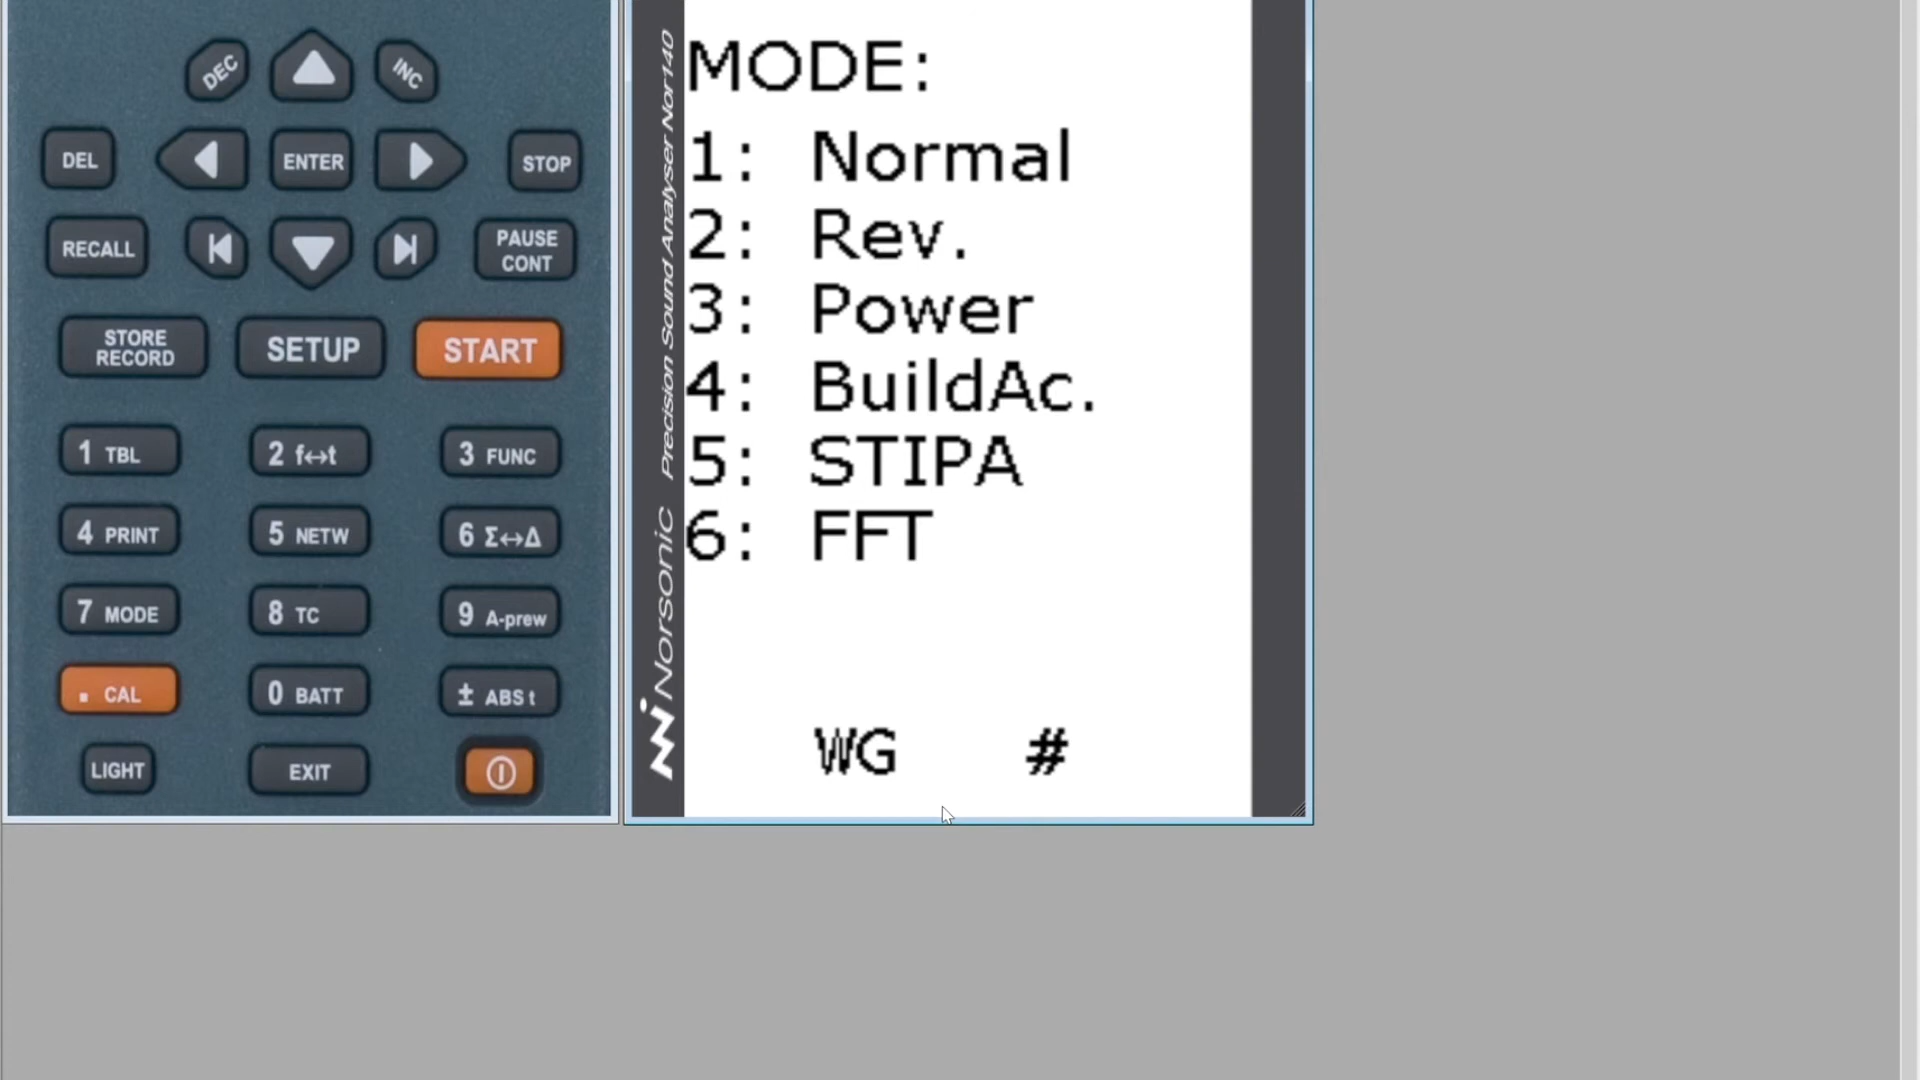 DEC
INC
DEL
ENTER
STOP
RECALL
PAUSE
CONT
STORE
RECORD
SETUP
START
1 TBL
2 f↔t
3 FUNC
4 PRINT
5 NETW
6 Σ↔Δ
7 MODE
8 TC
9 A-prew
. CAL
0 BATT
± ABS t
LIGHT
EXIT
Norsonic Precision Sound Analyser Nor140
MODE:
1: Normal
2: Rev.
3: Power
4: BuildAc.
5: STIPA
6: FFT
WG #